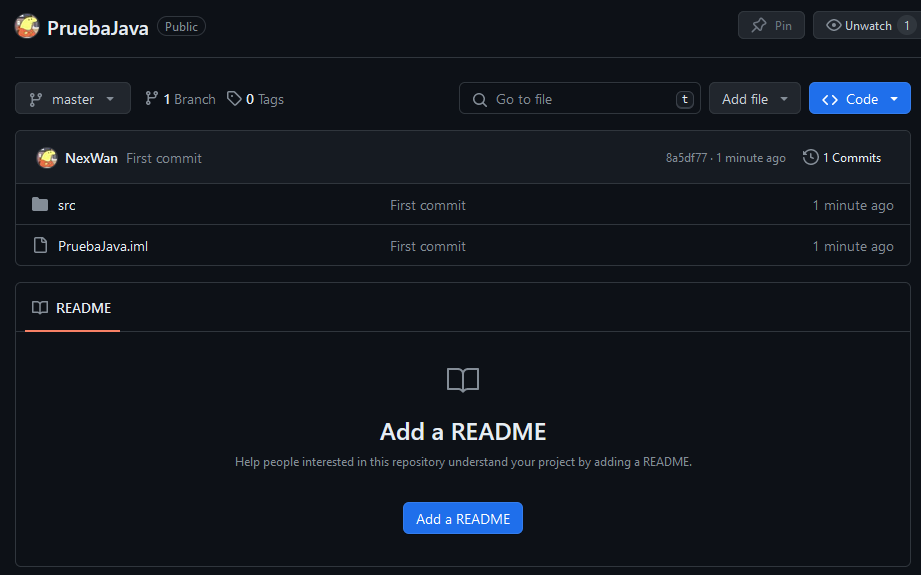 PruebaJava Public Pin Unwatch 1
master 1 Branch 0 Tags Go to file t Add file Code
NexWan First commit 8a5df77 · 1 minute ago 1 Commits
src First commit 1 minute ago
PruebaJava.iml First commit 1 minute ago
README
Add a README
Help people interested in this repository understand your project by adding a README.
Add a README